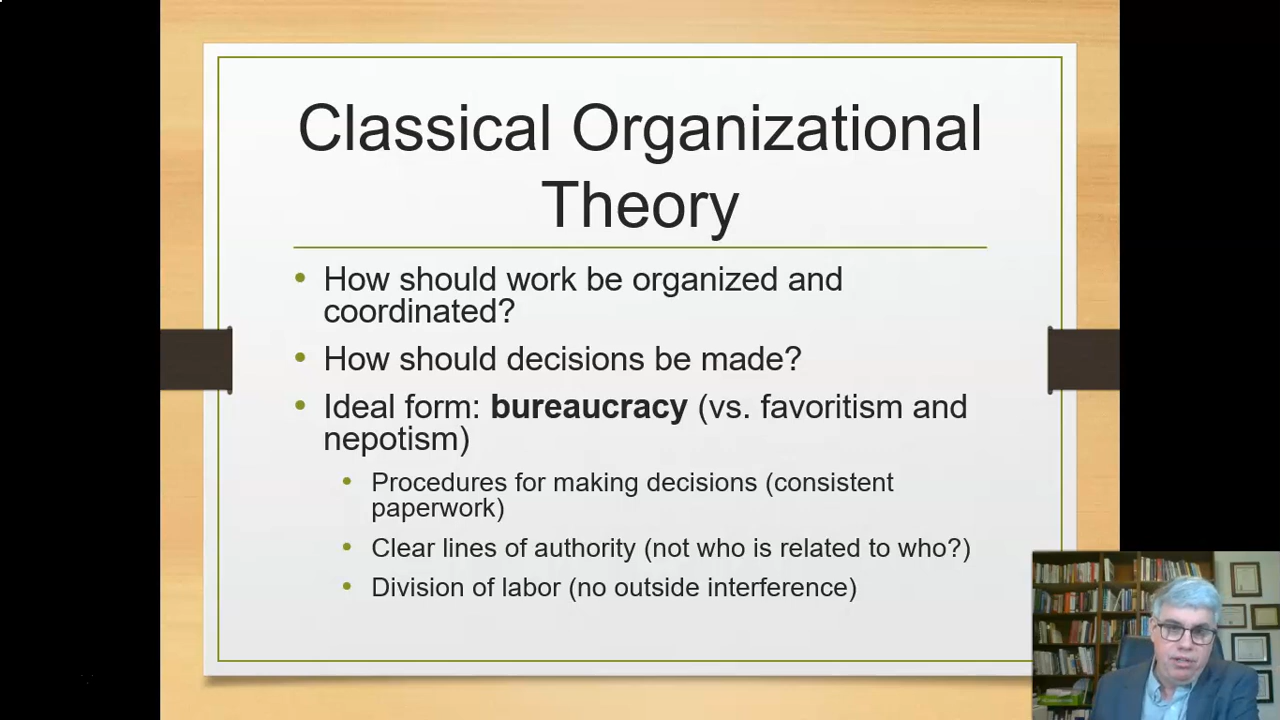 Classical Organizational
Theory
• How should work be organized and
coordinated?
• How should decisions be made?
• Ideal form: bureaucracy (vs. favoritism and
nepotism)
• Procedures for making decisions (consistent
paperwork)
• Clear lines of authority (not who is related to who?)
• Division of labor (no outside interference)